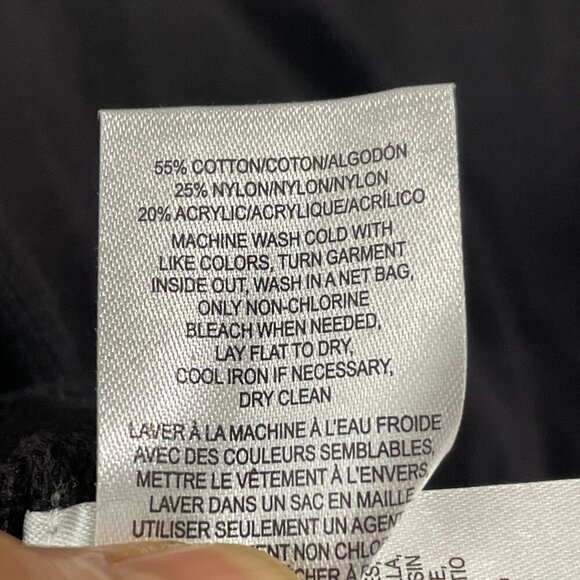 55% COTTON/COTON/ALGODÓN
25% NYLON/NYLON/NYLON
20% ACRYLIC/ACRYLIQUE/ACRÍLICO
MACHINE WASH COLD WITH
LIKE COLORS, TURN GARMENT
INSIDE OUT, WASH IN A NET BAG,
ONLY NON-CHLORINE
BLEACH WHEN NEEDED,
LAY FLAT TO DRY,
COOL IRON IF NECESSARY,
DRY CLEAN
LAVER À LA MACHINE À L'EAU FROIDE
AVEC DES COULEURS SEMBLABLES,
METTRE LE VÊTEMENT À L'ENVERS
LAVER DANS UN SAC EN MAILLE
UTILISER SEULEMENT UN AGENT
NON CHLO